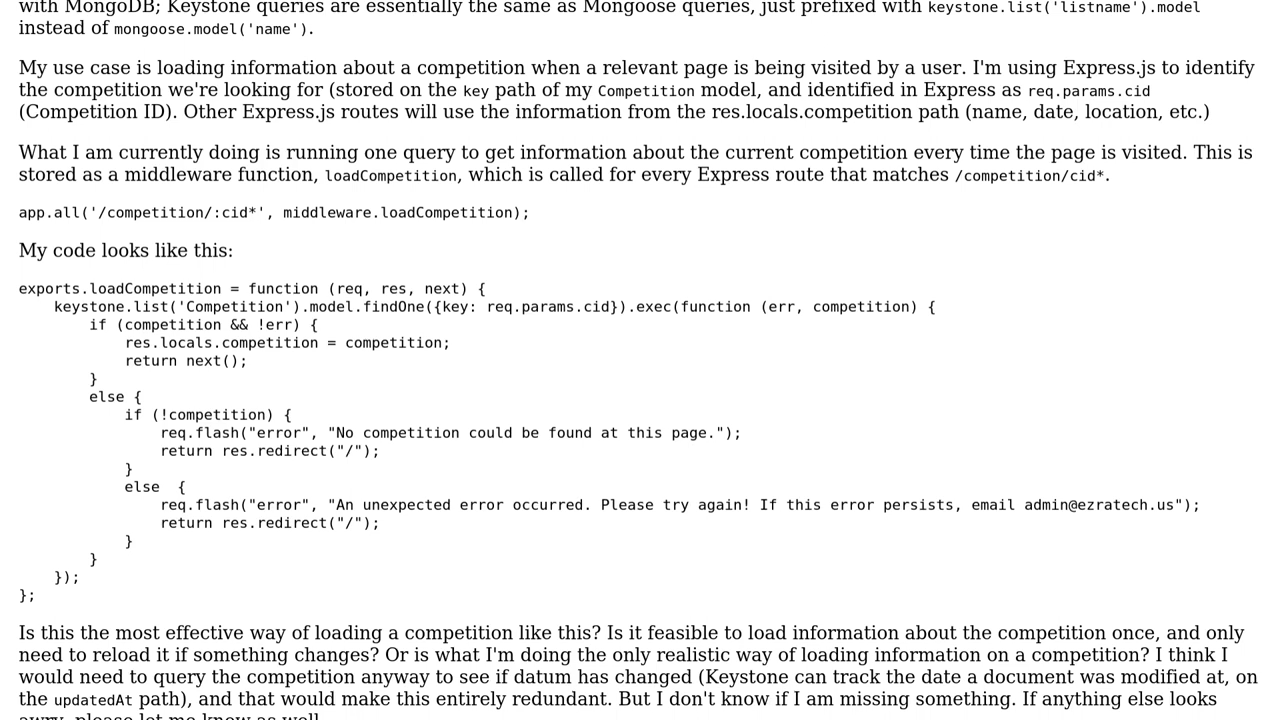 with MongoDB; Keystone queries are essentially the same as Mongoose queries, just prefixed with keystone.list('listname').model
instead of mongoose.model('name').
My use case is loading information about a competition when a relevant page is being visited by a user. I'm using Express.js to identify
the competition we're looking for (stored on the key path of my Competition model, and identified in Express as req.params.cid
(Competition ID). Other Express.js routes will use the information from the res.locals.competition path (name, date, location, etc.)
What I am currently doing is running one query to get information about the current competition every time the page is visited. This is
stored as a middleware function, loadCompetition, which is called for every Express route that matches /competition/cid*.
app.all('/competition/:cid*', middleware.loadCompetition);
My code looks like this:
exports.loadCompetition = function (req, res, next) {
    keystone.list('Competition').model.findOne({key: req.params.cid}).exec(function (err, competition) {
        if (competition && !err) {
            res.locals.competition = competition;
            return next();
        }
        else {
            if (!competition) {
                req.flash("error", "No competition could be found at this page.");
                return res.redirect("/");
            }
            else  {
                req.flash("error", "An unexpected error occurred. Please try again! If this error persists, email admin@ezratech.us");
                return res.redirect("/");
            }
        }
    });
};
Is this the most effective way of loading a competition like this? Is it feasible to load information about the competition once, and only
need to reload it if something changes? Or is what I'm doing the only realistic way of loading information on a competition? I think I
would need to query the competition anyway to see if datum has changed (Keystone can track the date a document was modified at, on
the updatedAt path), and that would make this entirely redundant. But I don't know if I am missing something. If anything else looks
awry, please let me know as well.